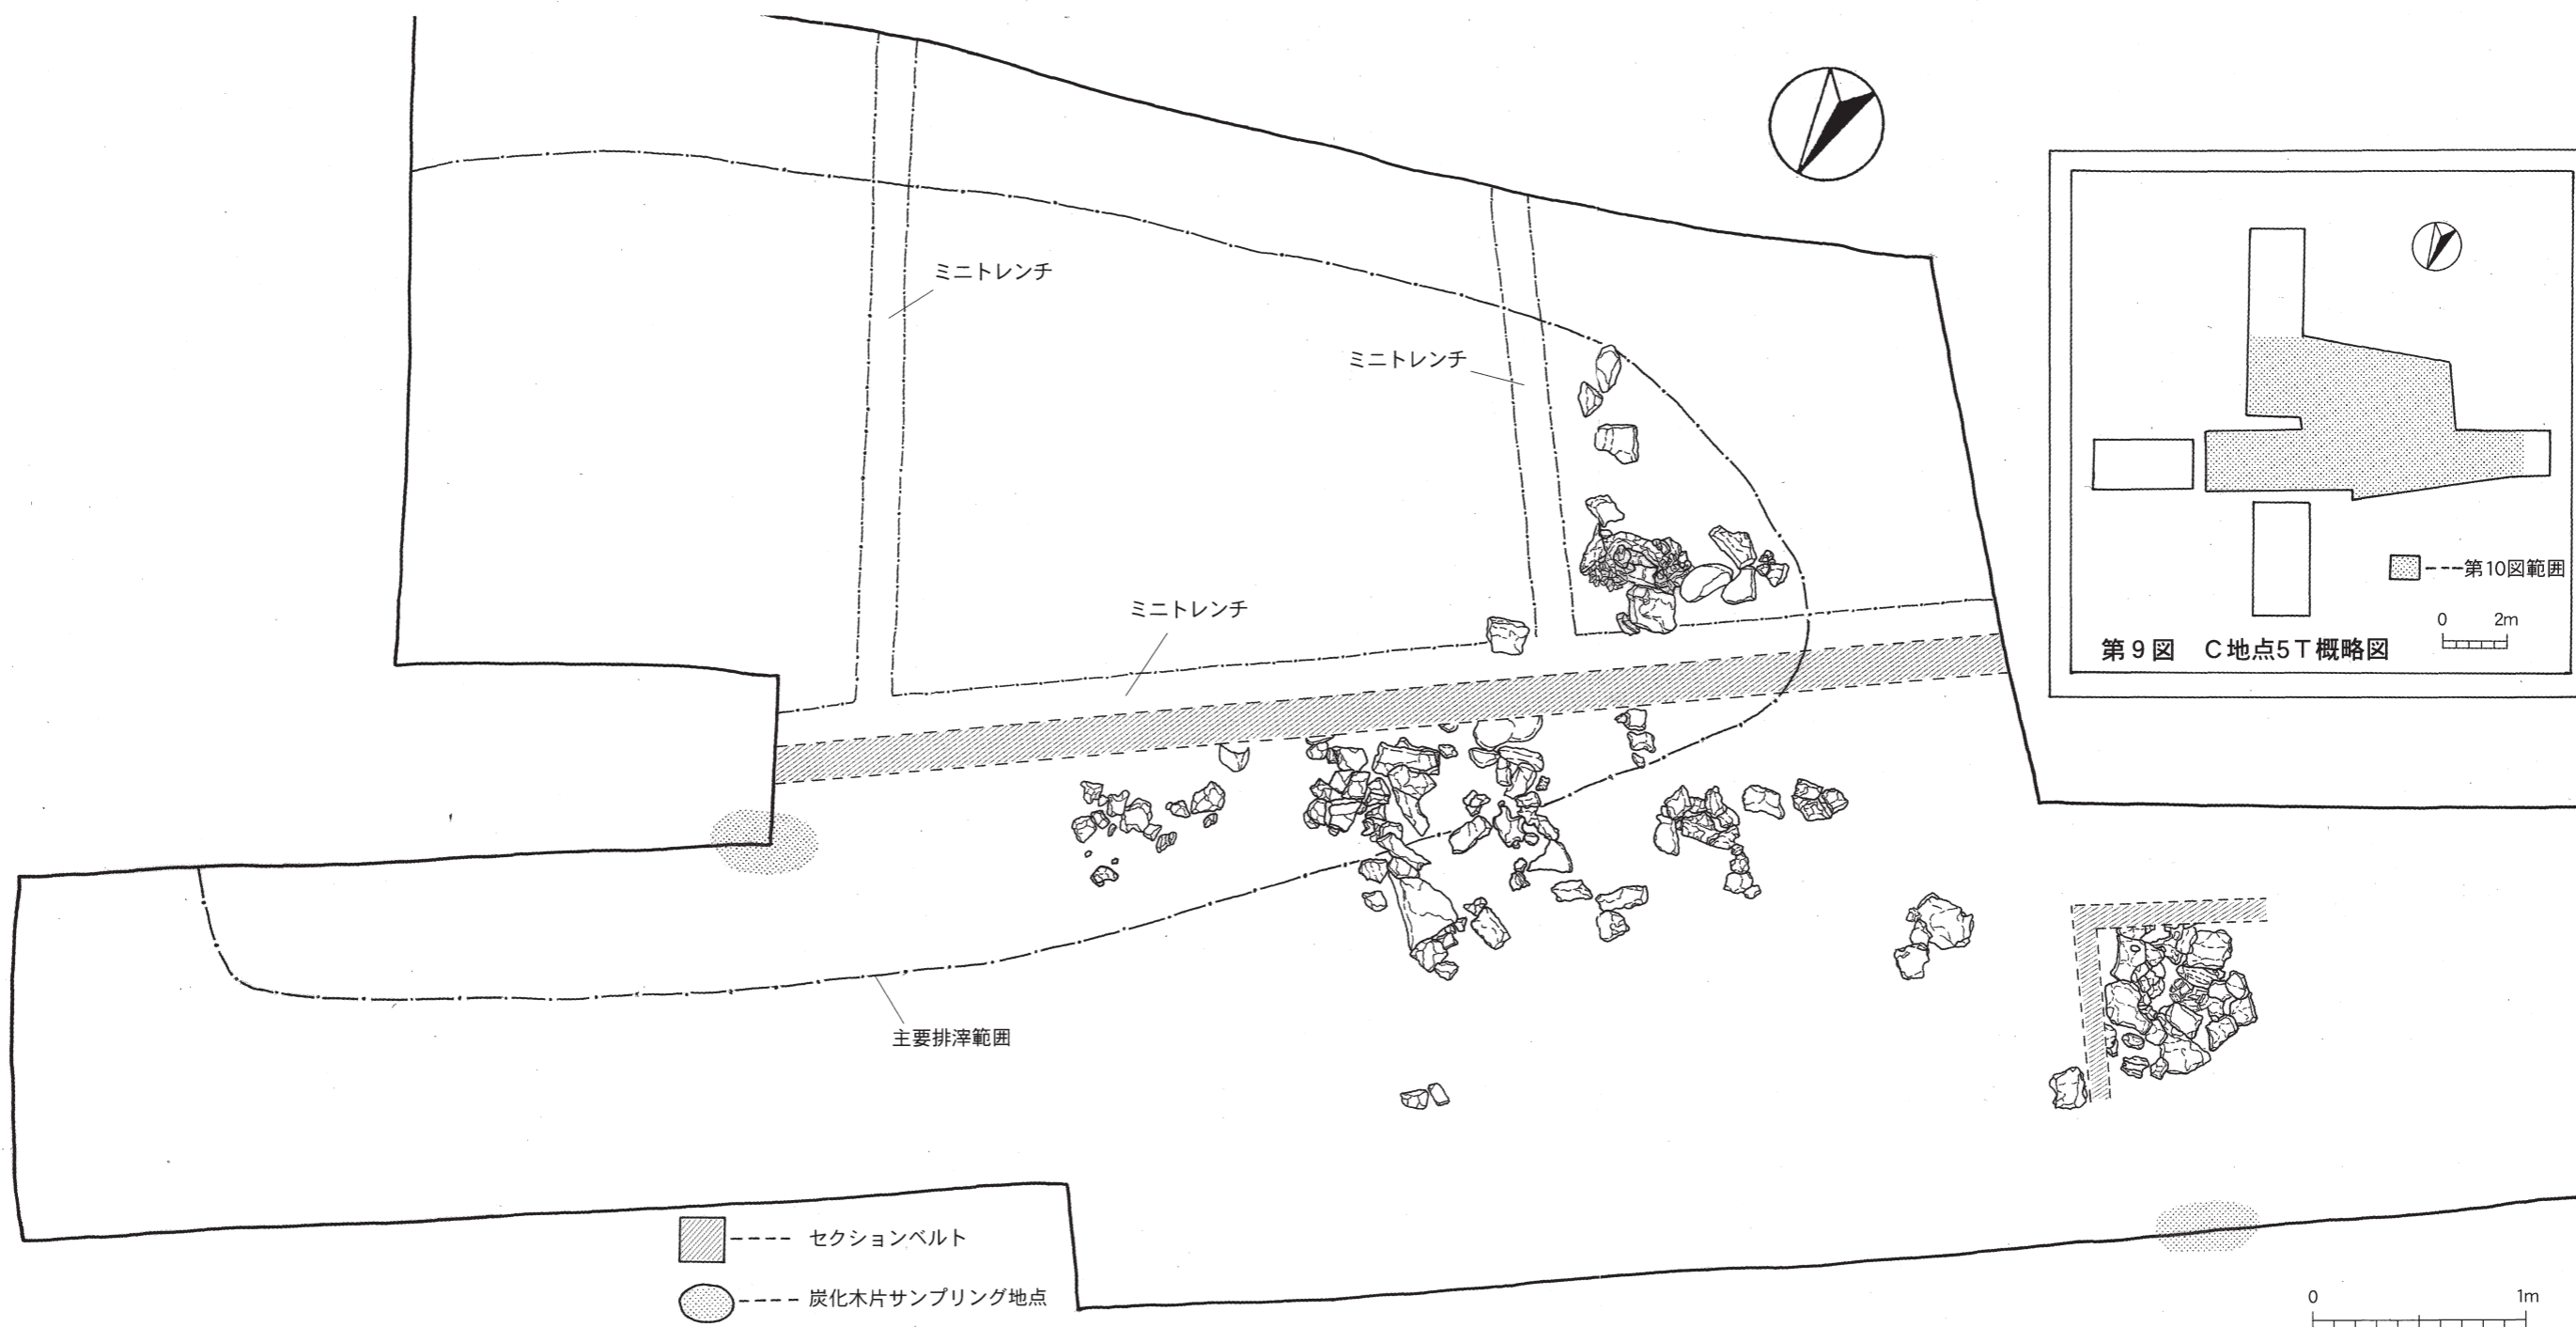 ミニトレンチ
ミニトレンチ
ミニトレンチ
主要排滓範囲
セクションベルト
炭化木片サンプリング地点
0 1m
第10図範囲
0 2m
第9図 C地点5T概略図